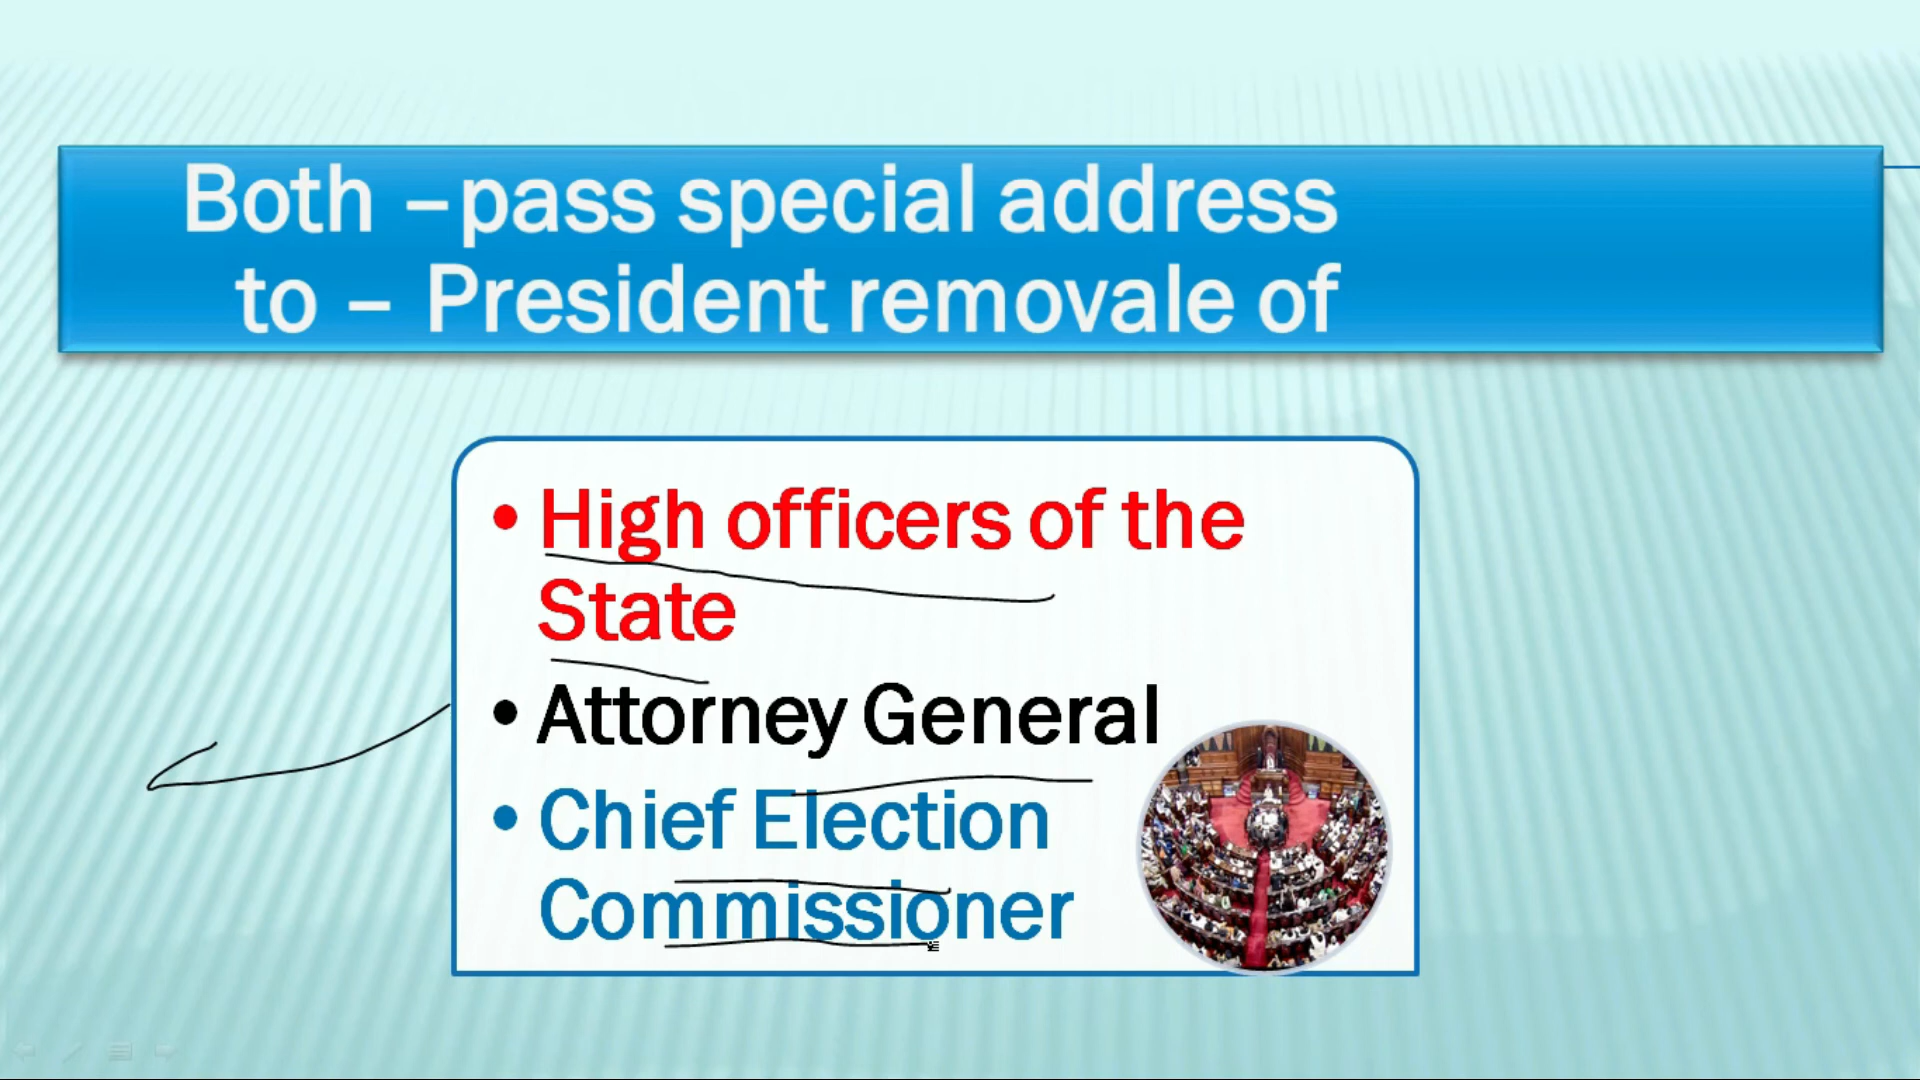 Both –pass special address
to – President removale of
• High officers of the
State
• Attorney General
• Chief Election
Commissioner